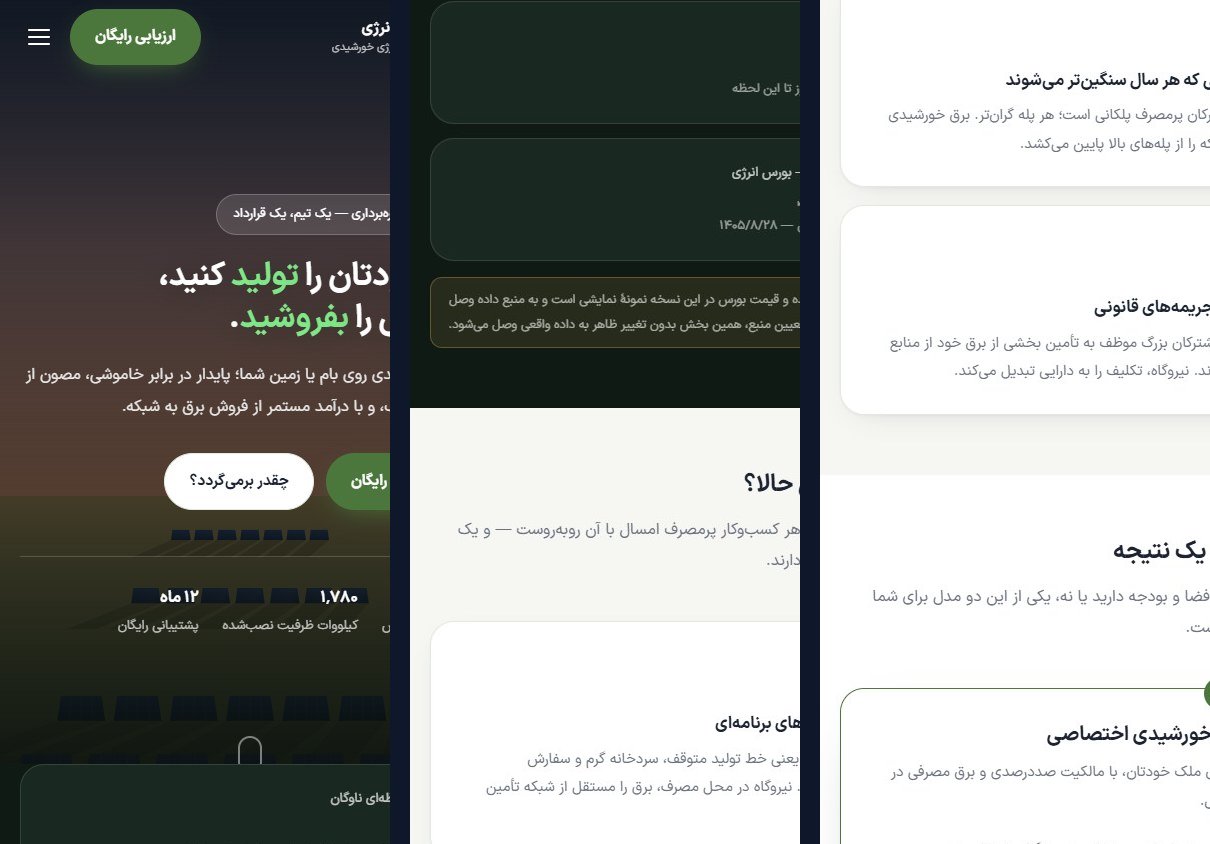 ارزیابی رایگان
نرژی
ژی خورشیدی
ره‌برداری — یک تیم، یک قرارداد
دتان را تولید کنید،
ی را بفروشید.
دی روی بام یا زمین شما؛ پایدار در برابر خاموشی، مصون از
، و با درآمد مستمر از فروش برق به شبکه.
رایگان
چقدر برمی‌گردد؟
۱,۷۸۰
۱۲ ماه
کیلووات ظرفیت نصب‌شده
پشتیبانی رایگان
ظه‌ای ناوگان
ز تا این لحظه
– بورس انرژی
— ۱۴۰۵/۸/۲۸
ده و قیمت بورس در این نسخه نمونهٔ نمایشی است و به منبع داده وصل
عیین منبع، همین بخش بدون تغییر ظاهر به داده واقعی وصل می‌شود.
حالا؟
هر کسب‌وکار پرمصرف امسال با آن روبه‌روست — و یک
دارند.
های برنامه‌ای
یعنی خط تولید متوقف، سردخانه گرم و سفارش
. نیروگاه در محل مصرف، برق را مستقل از شبکه تأمین
ی که هر سال سنگین‌تر می‌شوند
رکان پرمصرف پلکانی است؛ هر پله گران‌تر. برق خورشیدی
که را از پله‌های بالا پایین می‌کشد.
جریمه‌های قانونی
شترکان بزرگ موظف به تأمین بخشی از برق خود از منابع
ند. نیروگاه، تکلیف را به دارایی تبدیل می‌کند.
یک نتیجه
فضا و بودجه دارید یا نه، یکی از این دو مدل برای شما
ست.
خورشیدی اختصاصی
ی ملک خودتان، با مالکیت صددرصدی و برق مصرفی در